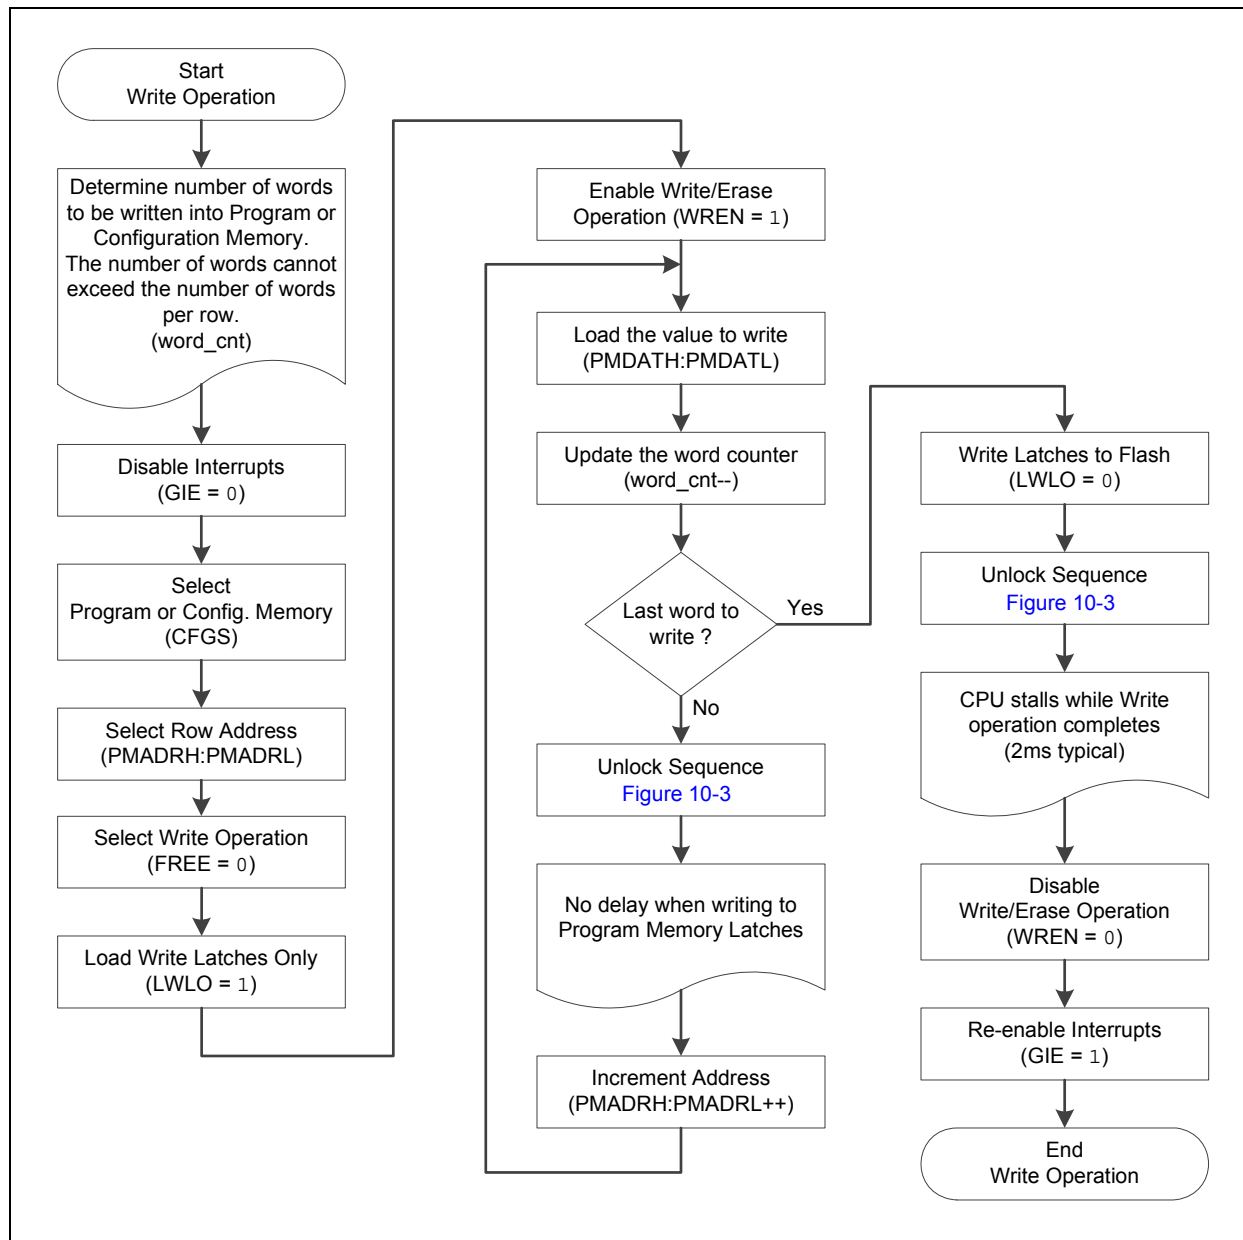 Start
Write Operation
Determine number of words
to be written into Program or
Configuration Memory.
The number of words cannot
exceed the number of words
per row.
(word_cnt)
Disable Interrupts
(GIE = 0)
Select
Program or Config. Memory
(CFGS)
Select Row Address
(PMADRH:PMADRL)
Select Write Operation
(FREE = 0)
Load Write Latches Only
(LWLO = 1)
Enable Write/Erase
Operation (WREN = 1)
Load the value to write
(PMDATH:PMDATL)
Update the word counter
(word_cnt--)
Last word to
write ?
Yes
No
Unlock Sequence
Figure 10-3
No delay when writing to
Program Memory Latches
Increment Address
(PMADRH:PMADRL++)
Write Latches to Flash
(LWLO = 0)
Unlock Sequence
Figure 10-3
CPU stalls while Write
operation completes
(2ms typical)
Disable
Write/Erase Operation
(WREN = 0)
Re-enable Interrupts
(GIE = 1)
End
Write Operation